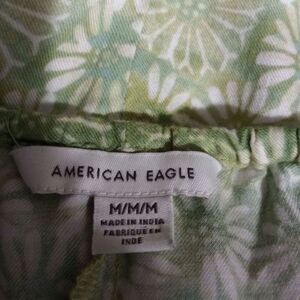 AMERICAN EAGLE
M/M/M
MADE IN INDIA
FABRIQUÉ EN
INDE